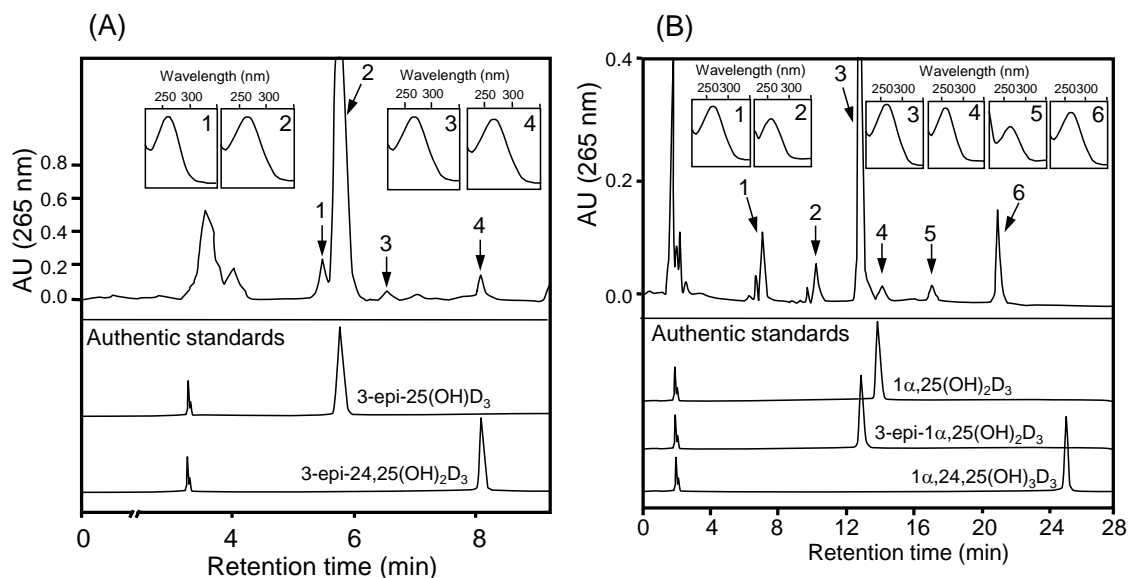 (A)
Wavelength (nm)
250 300
250 300
1
2
Wavelength (nm)
250 300
250 300
3
4
2
AU (265 nm)
0.8
0.6
0.4
0.2
0.0
1
3
4
Authentic standards
3-epi-25(OH)D3
3-epi-24,25(OH)2D3
0 4 6 8
Retention time (min)
(B)
0.4
Wavelength (nm)
250300
250300
1
2
3
Wavelength (nm)
250300
250300
250300
250300
3
4
5
6
AU (265 nm)
0.2
0.0
1
2
4
5
6
Authentic standards
1α,25(OH)2D3
3-epi-1α,25(OH)2D3
1α,24,25(OH)3D3
0 4 8 12 16 20 24 28
Retention time (min)